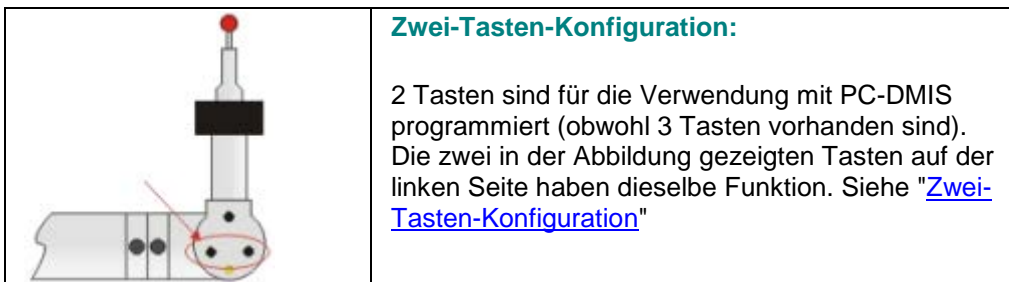 Zwei-Tasten-Konfiguration:
2 Tasten sind für die Verwendung mit PC-DMIS
programmiert (obwohl 3 Tasten vorhanden sind).
Die zwei in der Abbildung gezeigten Tasten auf der
linken Seite haben dieselbe Funktion. Siehe "Zwei-
Tasten-Konfiguration"